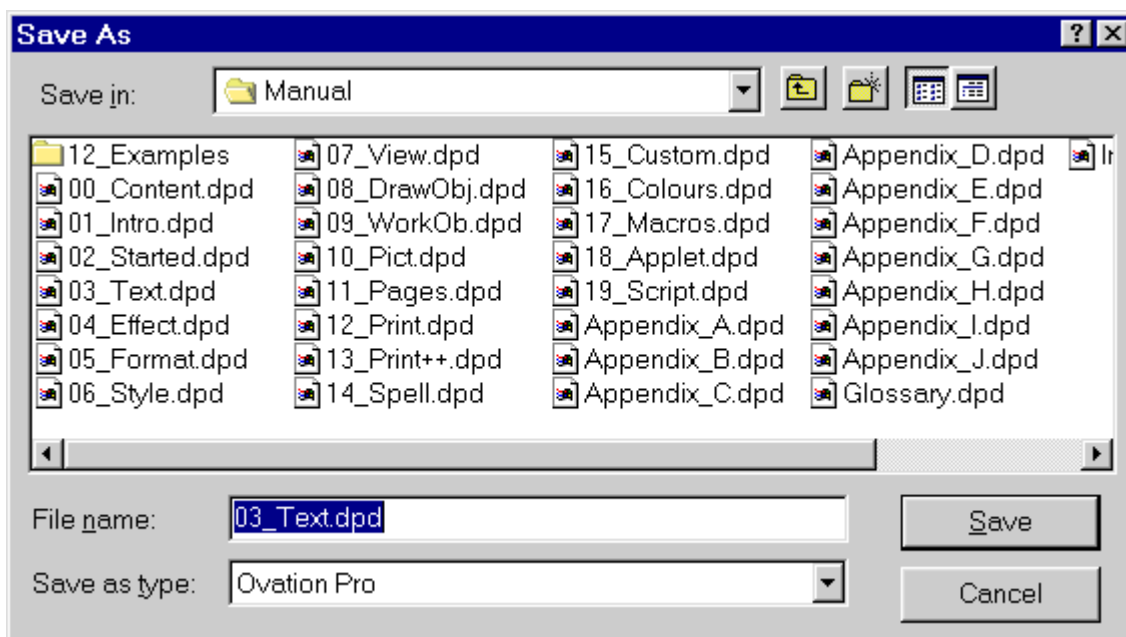 Save As
Save in: Manual
12_Examples 07_View.dpd 15_Custom.dpd Appendix_D.dpd
00_Content.dpd 08_DrawObj.dpd 16_Colours.dpd Appendix_E.dpd
01_Intro.dpd 09_WorkOb.dpd 17_Macros.dpd Appendix_F.dpd
02_Started.dpd 10_Pict.dpd 18_Applet.dpd Appendix_G.dpd
03_Text.dpd 11_Pages.dpd 19_Script.dpd Appendix_H.dpd
04_Effect.dpd 12_Print.dpd Appendix_A.dpd Appendix_I.dpd
05_Format.dpd 13_Print++.dpd Appendix_B.dpd Appendix_J.dpd
06_Style.dpd 14_Spell.dpd Appendix_C.dpd Glossary.dpd
File name: 03_Text.dpd Save
Save as type: Ovation Pro Cancel